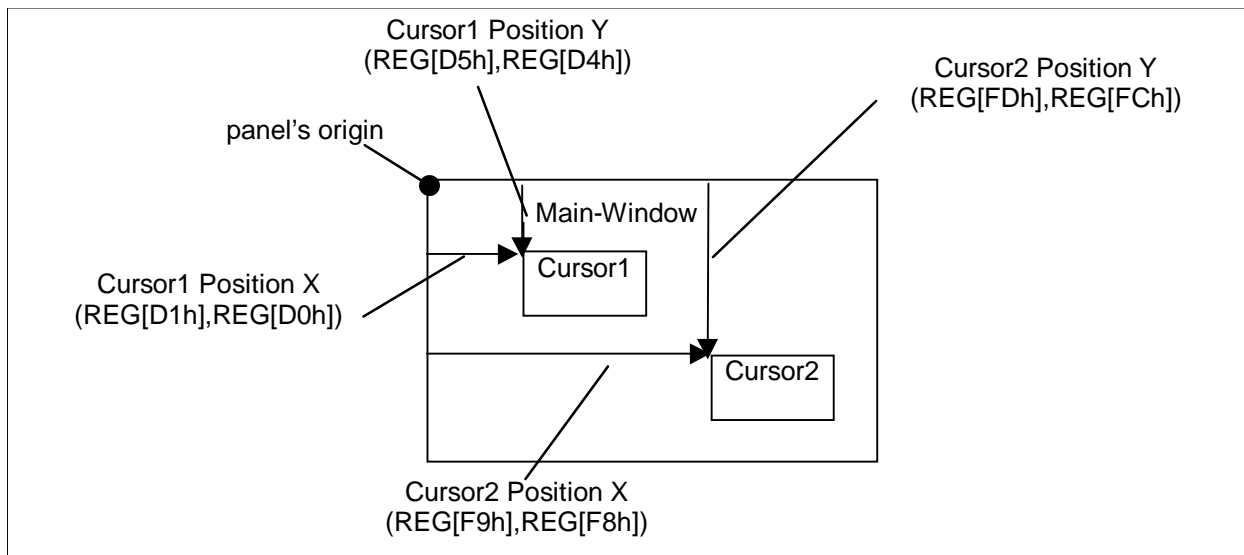 Cursor1 Position Y
(REG[D5h],REG[D4h])
Cursor2 Position Y
(REG[FDh],REG[FCh])
panel’s origin
Main-Window
Cursor1
Cursor1 Position X
(REG[D1h],REG[D0h])
Cursor2
Cursor2 Position X
(REG[F9h],REG[F8h])